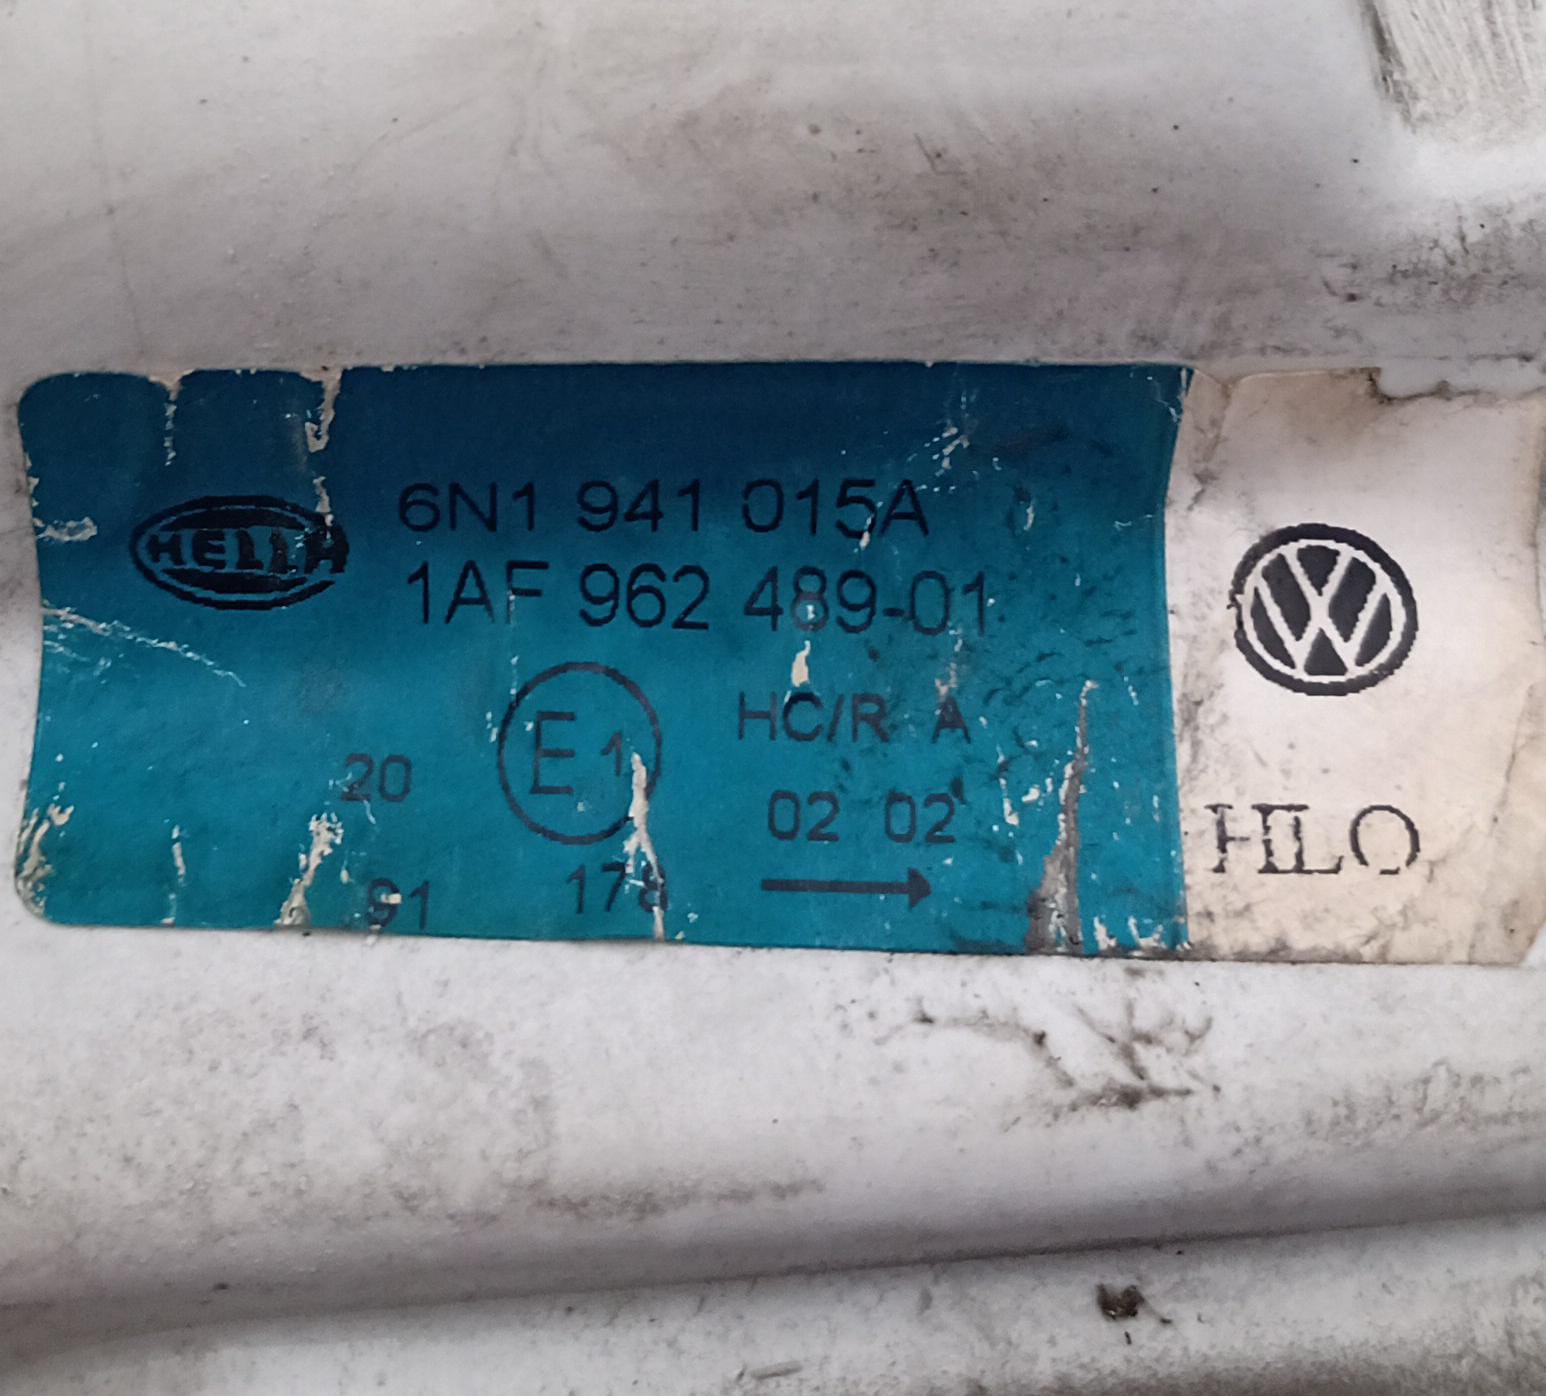 HELLA
6N1 941 015A
1AF 962 489-01
E1
HC/R A
20
02 02
91
178
HLO